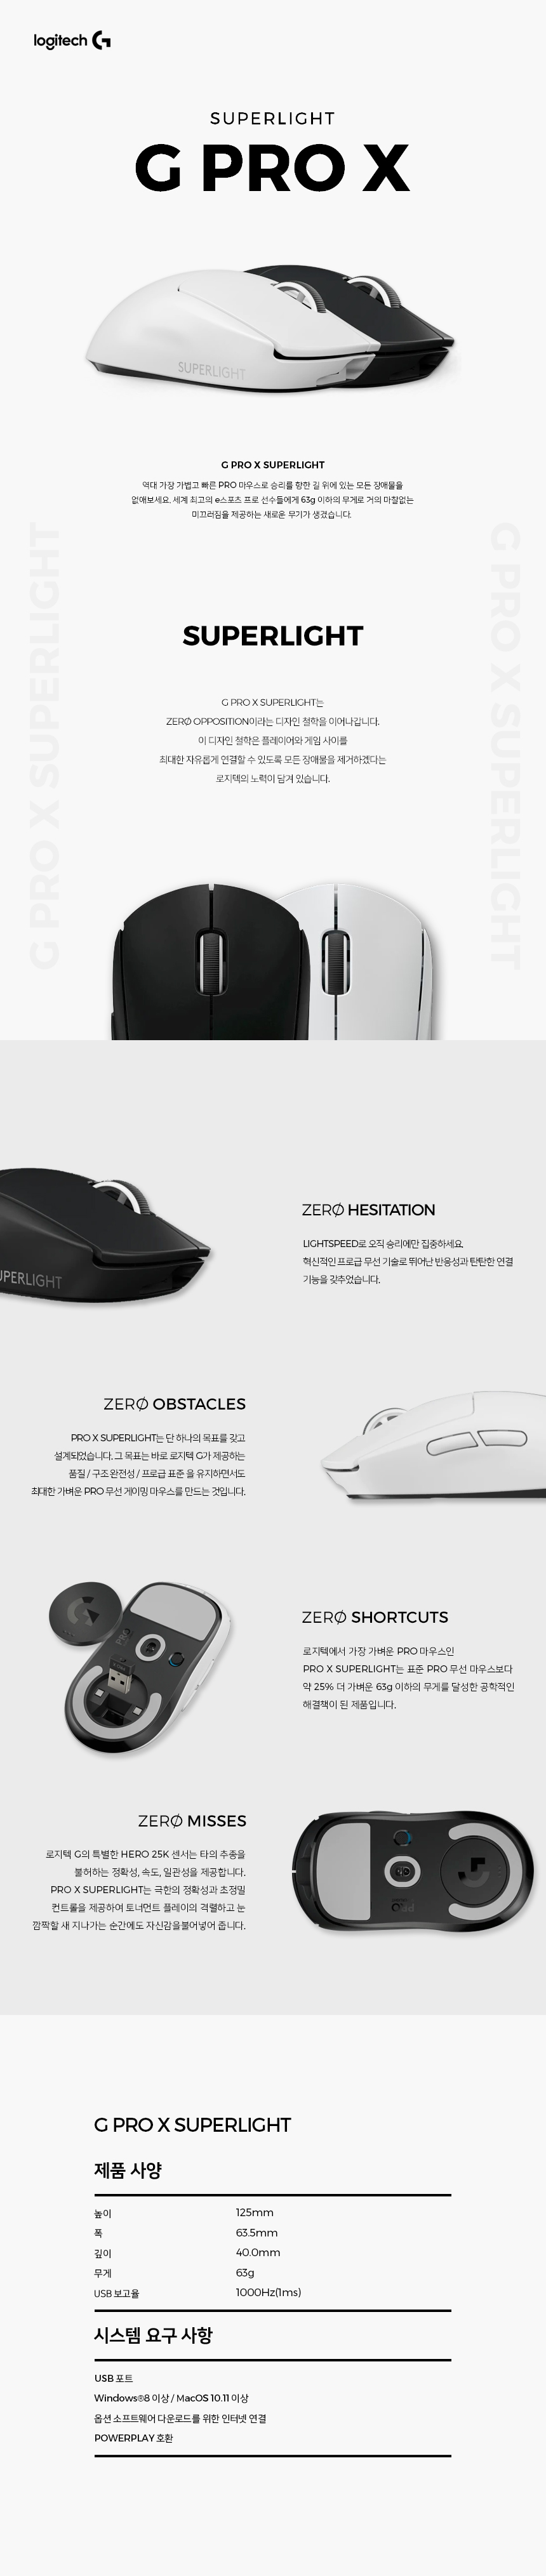 logitech G
SUPERLIGHT
G PRO X
SUPERLIGHT
G PRO X SUPERLIGHT
역대 가장 가볍고 빠른 PRO 마우스로 승리를 향한 길 위에 있는 모든 장애물을
없애보세요. 세계 최고의 e스포츠 프로 선수들에게 63g 이하의 무게로 거의 마찰없는
미끄러짐을 제공하는 새로운 무기가 생겼습니다.
G PRO X SUPERLIGHT
G PRO X SUPERLIGHT
SUPERLIGHT
G PRO X SUPERLIGHT는
ZERØ OPPOSITION이라는 디자인 철학을 이어나갑니다.
이 디자인 철학은 플레이어와 게임 사이를
최대한 자유롭게 연결할 수 있도록 모든 장애물을 제거하겠다는
로지텍의 노력이 담겨 있습니다.
ZERØ HESITATION
LIGHTSPEED로 오직 승리에만 집중하세요.
혁신적인 프로급 무선 기술로 뛰어난 반응성과 탄탄한 연결
기능을 갖추었습니다.
UPERLIGHT
ZERØ OBSTACLES
PRO X SUPERLIGHT는 단 하나의 목표를 갖고
설계되었습니다. 그 목표는 바로 로지텍 G가 제공하는
품질 / 구조 완전성 / 프로급 표준 을 유지하면서도
최대한 가벼운 PRO 무선 게이밍 마우스를 만드는 것입니다.
PRO
ZERØ SHORTCUTS
로지텍에서 가장 가벼운 PRO 마우스인
PRO X SUPERLIGHT는 표준 PRO 무선 마우스보다
약 25% 더 가벼운 63g 이하의 무게를 달성한 공학적인
해결책이 된 제품입니다.
ZERØ MISSES
로지텍 G의 특별한 HERO 25K 센서는 타의 추종을
불허하는 정확성, 속도, 일관성을 제공합니다.
PRO X SUPERLIGHT는 극한의 정확성과 초정밀
컨트롤을 제공하여 토너먼트 플레이의 격렬하고 눈
깜짝할 새 지나가는 순간에도 자신감을불어넣어 줍니다.
PRO
G PRO X SUPERLIGHT
제품 사양
높이 125mm
폭 63.5mm
깊이 40.0mm
무게 63g
USB 보고율 1000Hz(1ms)
시스템 요구 사항
USB 포트
Windows®8 이상 / MacOS 10.11 이상
옵션 소프트웨어 다운로드를 위한 인터넷 연결
POWERPLAY 호환